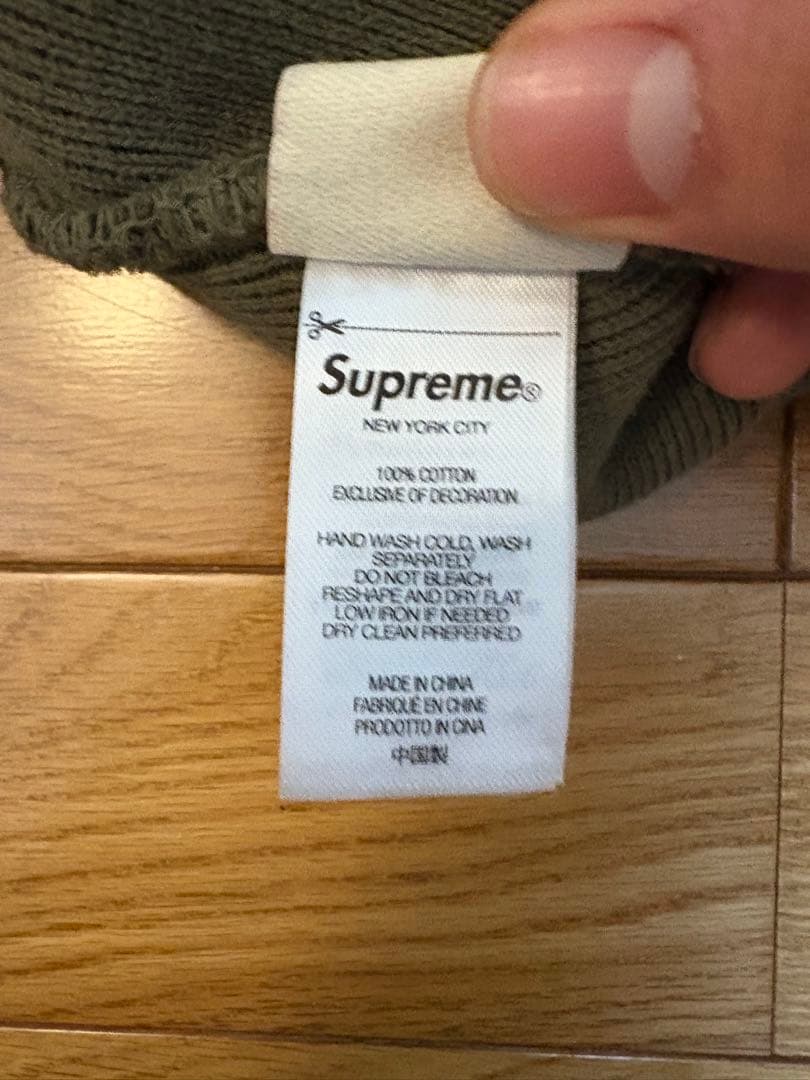 Supreme®
NEW YORK CITY
100% COTTON
EXCLUSIVE OF DECORATION
HAND WASH COLD, WASH
SEPARATELY
DO NOT BLEACH
RESHAPE AND DRY FLAT
LOW IRON IF NEEDED
DRY CLEAN PREFERRED
MADE IN CHINA
FABRIQUÉ EN CHINE
PRODOTTO IN CINA
中国製